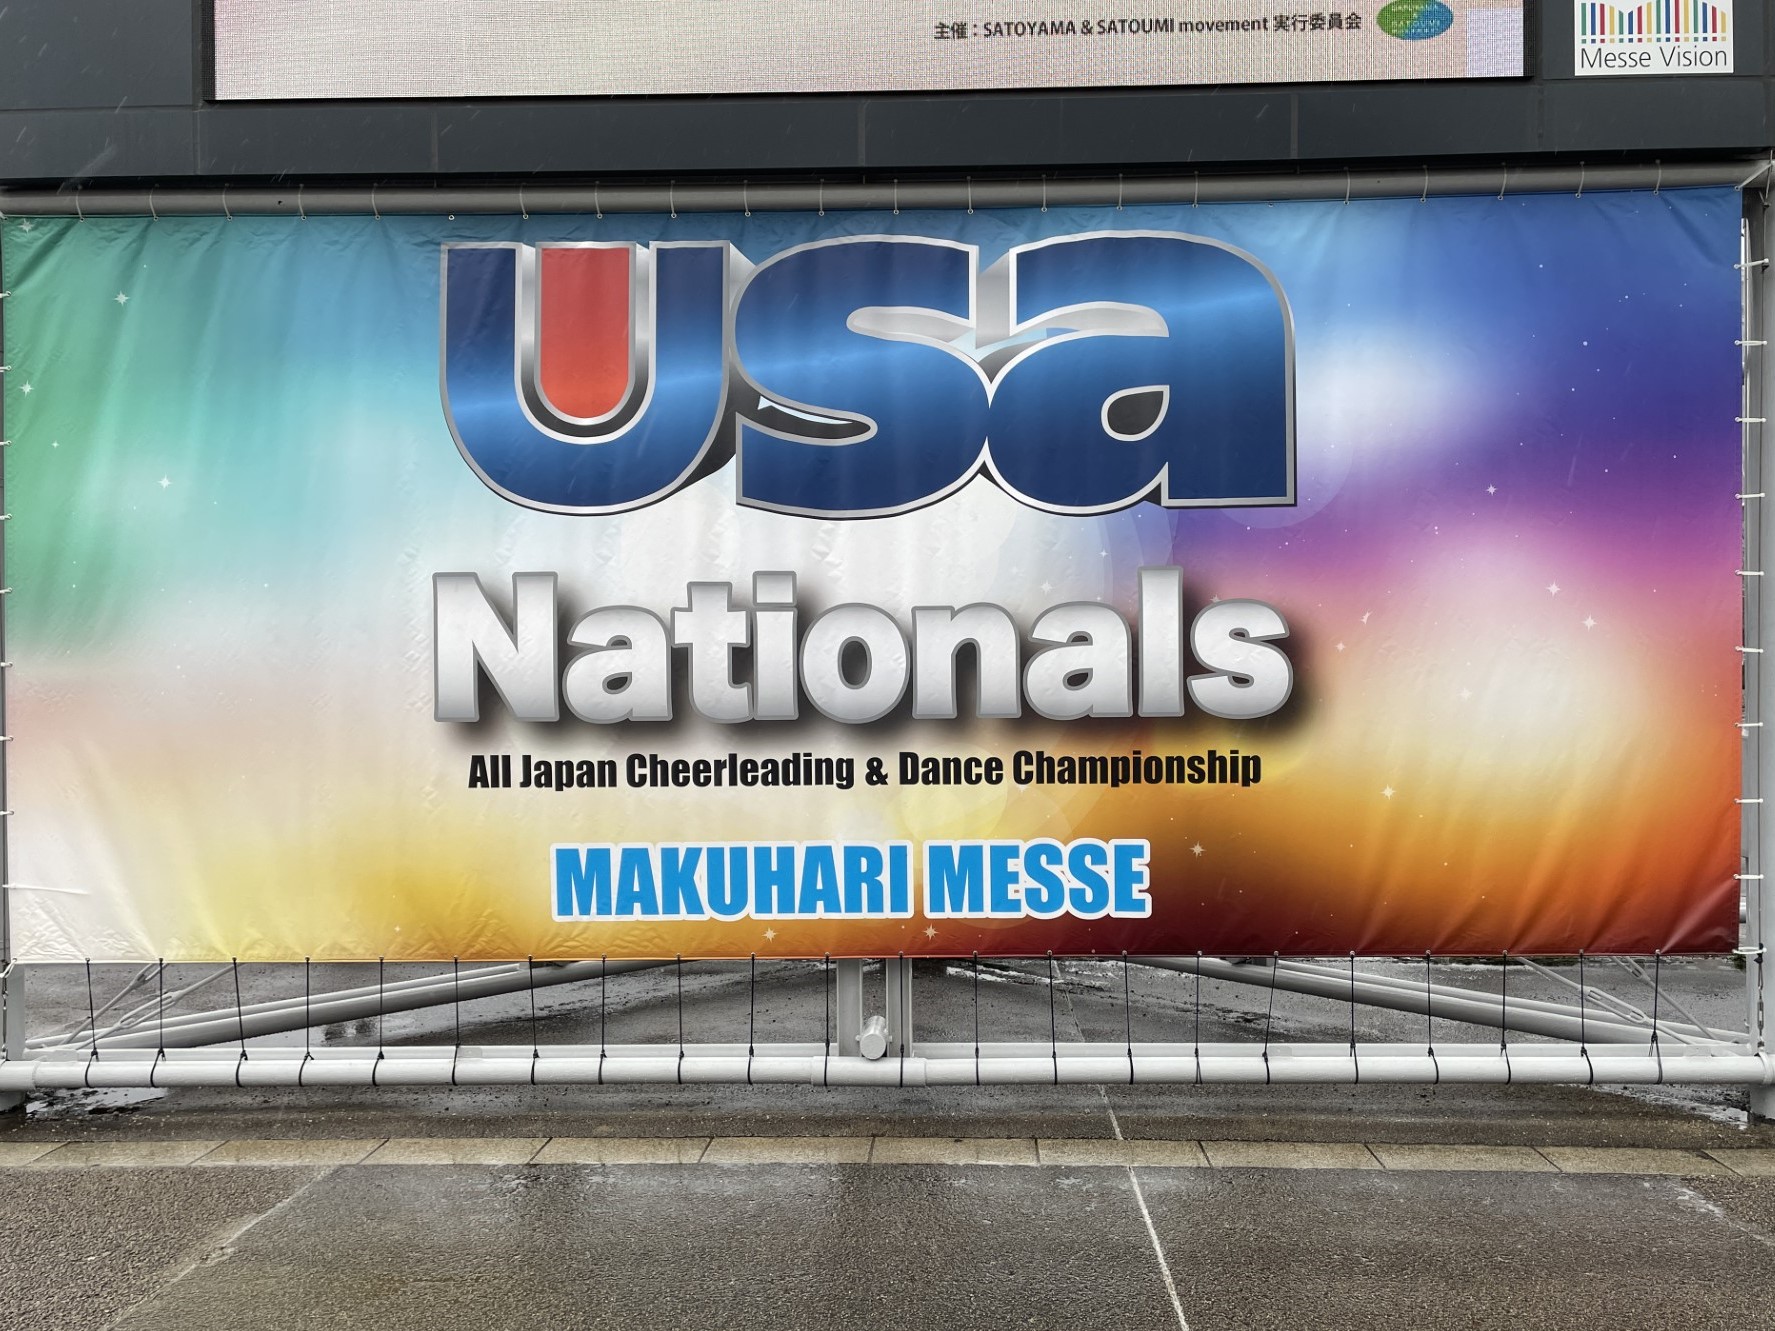 主催：SATOYAMA & SATOUMI movement 実行委員会
Messe Vision
usa
Nationals
All Japan Cheerleading & Dance Championship
MAKUHARI MESSE